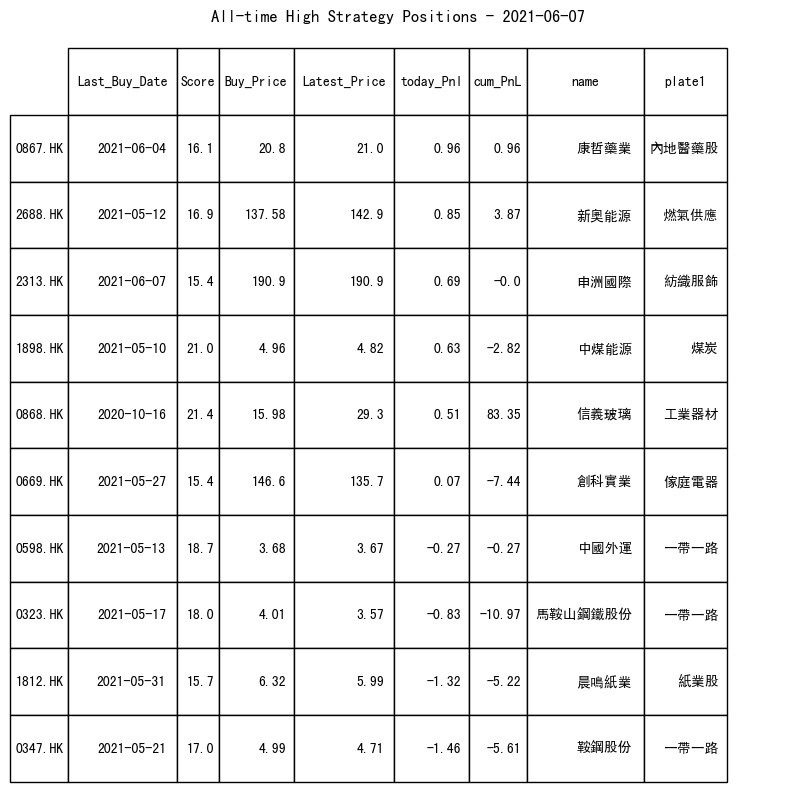 All-time High Strategy Positions - 2021-06-07
Last_Buy_Date Score Buy_Price Latest_Price today_Pnl cum_PnL name plate1
0867.HK 2021-06-04 16.1 20.8 21.0 0.96 0.96 康哲藥業 內地醫藥股
2688.HK 2021-05-12 16.9 137.58 142.9 0.85 3.87 新奧能源 燃氣供應
2313.HK 2021-06-07 15.4 190.9 190.9 0.69 -0.0 申洲國際 紡織服飾
1898.HK 2021-05-10 21.0 4.96 4.82 0.63 -2.82 中煤能源 煤炭
0868.HK 2020-10-16 21.4 15.98 29.3 0.51 83.35 信義玻璃 工業器材
0669.HK 2021-05-27 15.4 146.6 135.7 0.07 -7.44 創科實業 傢庭電器
0598.HK 2021-05-13 18.7 3.68 3.67 -0.27 -0.27 中國外運 一帶一路
0323.HK 2021-05-17 18.0 4.01 3.57 -0.83 -10.97 馬鞍山鋼鐵股份 一帶一路
1812.HK 2021-05-31 15.7 6.32 5.99 -1.32 -5.22 晨鳴紙業 紙業股
0347.HK 2021-05-21 17.0 4.99 4.71 -1.46 -5.61 鞍鋼股份 一帶一路